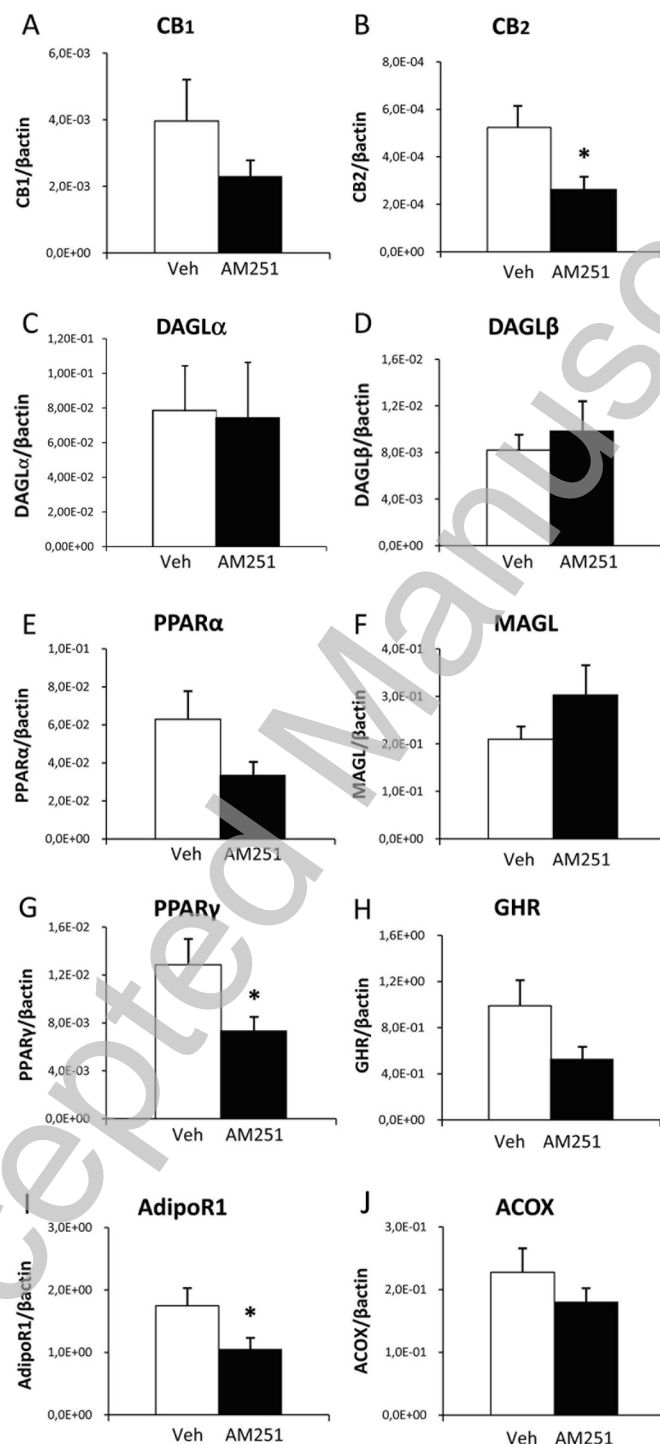 A
CB1
6,0E-03
4,0E-03
2,0E-03
0,0E+00
CB1/βactin
Veh AM251
B
CB2
8,0E-04
6,0E-04
4,0E-04
2,0E-04
0,0E+00
CB2/βactin
*
Veh AM251
C
DAGLα
1,20E-01
1,00E-01
8,00E-02
6,00E-02
4,00E-02
2,00E-02
0,00E+00
DAGLα/βactin
Veh AM251
D
DAGLβ
1,6E-02
1,2E-02
8,0E-03
4,0E-03
0,0E+00
DAGLβ/βactin
Veh AM251
E
PPARα
1,0E-01
8,0E-02
6,0E-02
4,0E-02
2,0E-02
0,0E+00
PPARα/βactin
Veh AM251
F
MAGL
4,0E-01
3,0E-01
2,0E-01
1,0E-01
0,0E+00
MAGL/βactin
Veh AM251
G
PPARγ
1,6E-02
1,2E-02
8,0E-03
4,0E-03
0,0E+00
PPARγ/βactin
*
Veh AM251
H
GHR
1,6E+00
1,2E+00
8,0E-01
4,0E-01
0,0E+00
GHR/βactin
Veh AM251
I
AdipoR1
3,0E+00
2,0E+00
1,0E+00
0,0E+00
AdipoR1/βactin
*
Veh AM251
J
ACOX
3,0E-01
2,0E-01
1,0E-01
0,0E+00
ACOX/βactin
Veh AM251
cepted Manusc